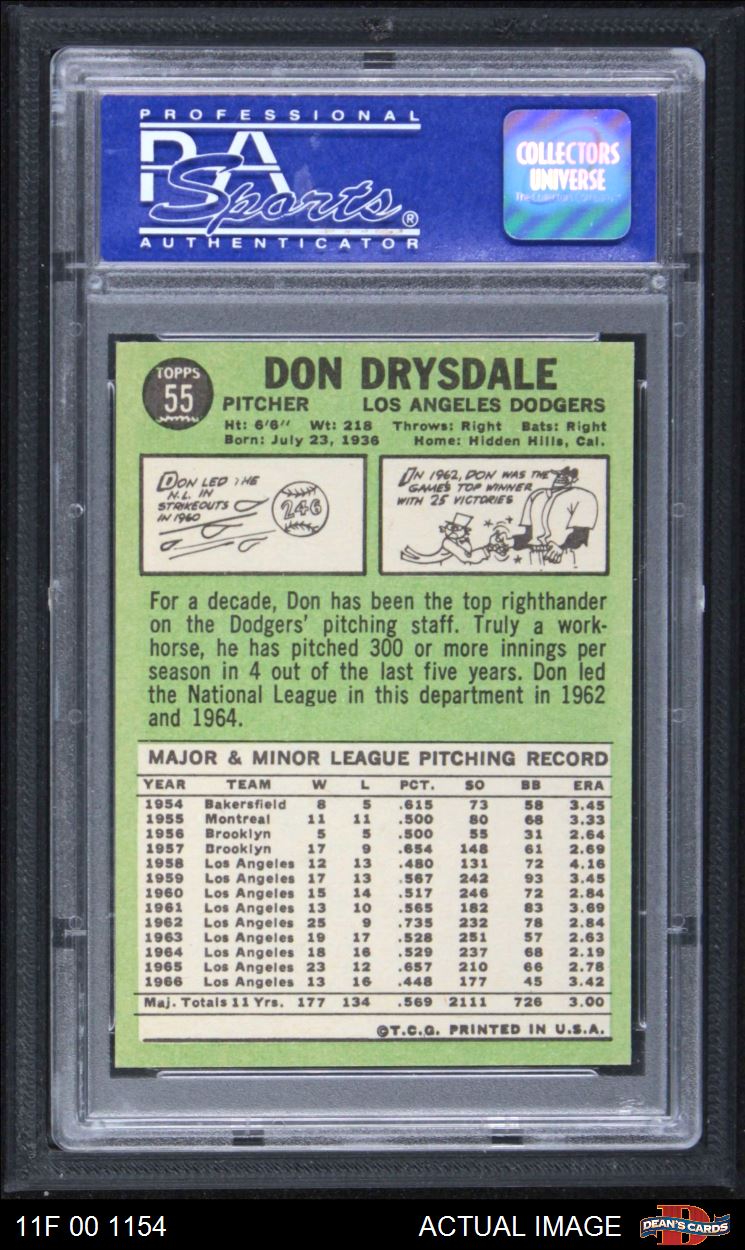 PROFESSIONAL
PSA
Sports®
AUTHENTICATOR
COLLECTORS
UNIVERSE
The Collectors Company™
TOPPS
55
DON DRYSDALE
PITCHER LOS ANGELES DODGERS
Ht: 6'6" Wt: 218 Throws: Right Bats: Right
Born: July 23, 1936 Home: Hidden Hills, Cal.
DON LED THE
N.L. IN
STRIKEOUTS
IN 1960
246
IN 1962, DON WAS THE
GAME'S TOP WINNER
WITH 25 VICTORIES
For a decade, Don has been the top righthander
on the Dodgers' pitching staff. Truly a work-
horse, he has pitched 300 or more innings per
season in 4 out of the last five years. Don led
the National League in this department in 1962
and 1964.
MAJOR & MINOR LEAGUE PITCHING RECORD
YEAR TEAM W L PCT. SO BB ERA
1954 Bakersfield 8 5 .615 73 58 3.45
1955 Montreal 11 11 .500 80 68 3.33
1956 Brooklyn 5 5 .500 55 31 2.64
1957 Brooklyn 17 9 .654 148 61 2.69
1958 Los Angeles 12 13 .480 131 72 4.16
1959 Los Angeles 17 13 .567 242 93 3.45
1960 Los Angeles 15 14 .517 246 72 2.84
1961 Los Angeles 13 10 .565 182 83 3.69
1962 Los Angeles 25 9 .735 232 78 2.84
1963 Los Angeles 19 17 .528 251 57 2.63
1964 Los Angeles 18 16 .529 237 68 2.19
1965 Los Angeles 23 12 .657 210 66 2.78
1966 Los Angeles 13 16 .448 177 45 3.42
Maj. Totals 11 Yrs. 177 134 .569 2111 726 3.00
©T.C.G. PRINTED IN U.S.A.
11F 00 1154 ACTUAL IMAGE
DEAN'S CARDS